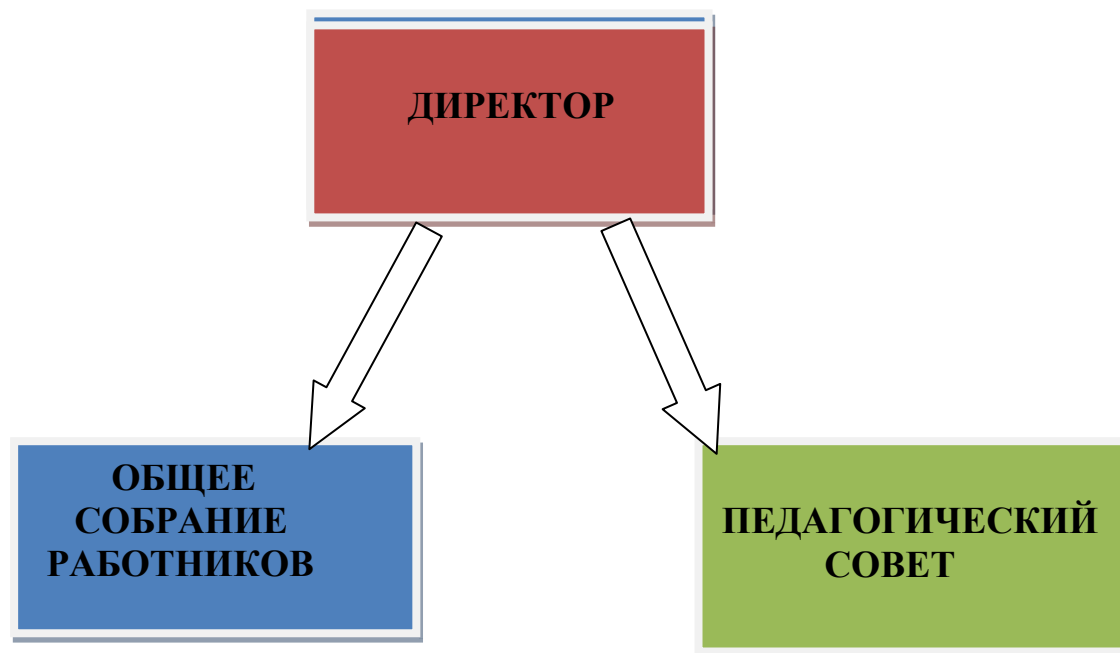 ДИРЕКТОР
ОБЩЕЕ
СОБРАНИЕ
РАБОТНИКОВ
ПЕДАГОГИЧЕСКИЙ
СОВЕТ